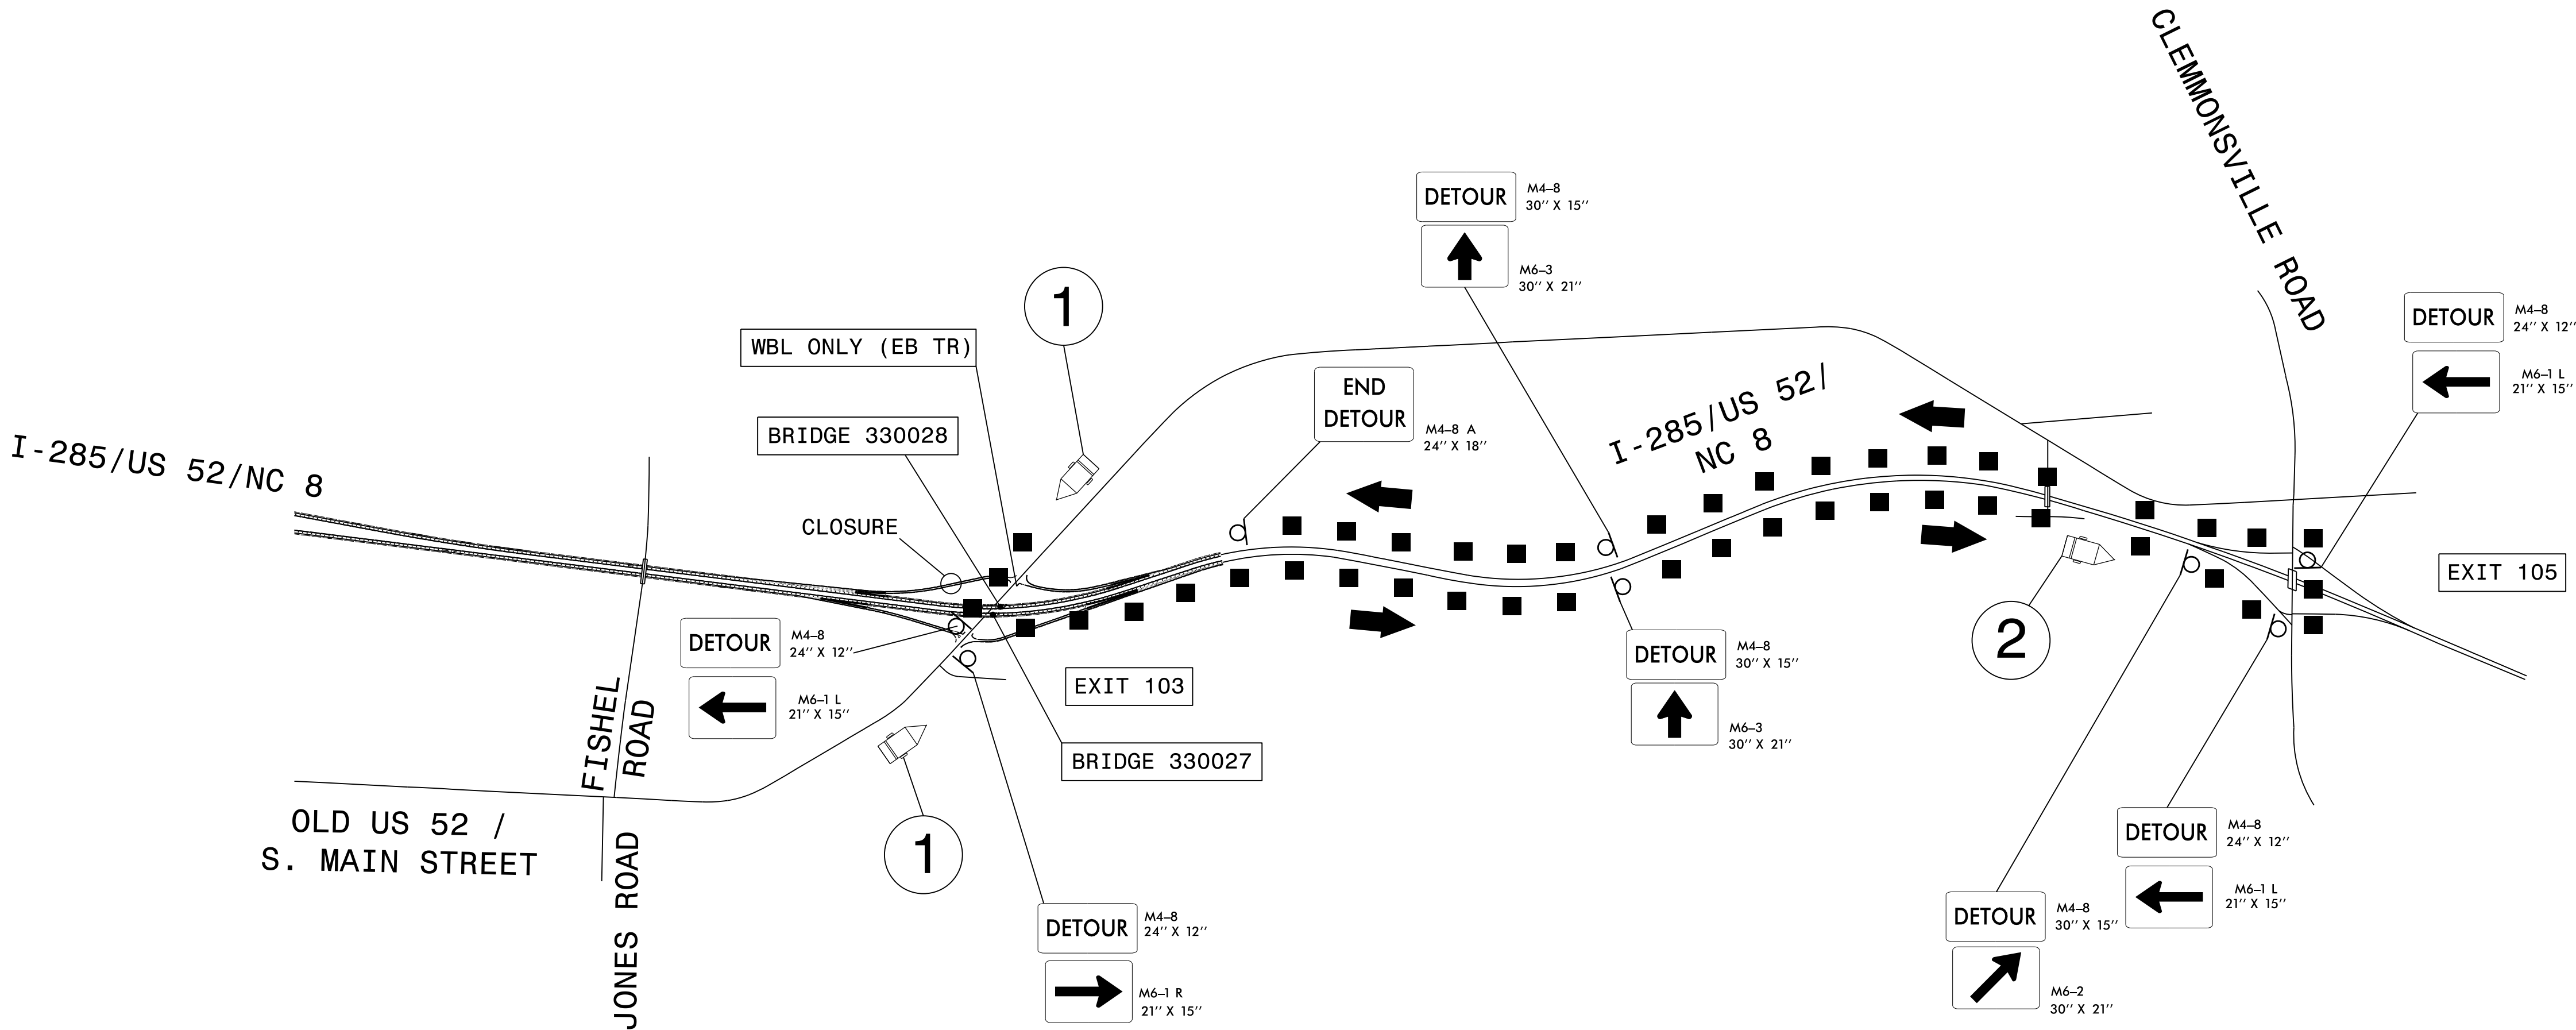 CLEMMONSVILLE ROAD
DETOUR
M4–8
30'' X 15''
M6–3
30'' X 21''
1
DETOUR
M4–8
24'' X 12''
M6–1 L
21'' X 15''
WBL ONLY (EB TR)
END
DETOUR
M4–8 A
24'' X 18''
I-285/US 52/
NC 8
BRIDGE 330028
I-285/US 52/NC 8
CLOSURE
EXIT 105
DETOUR
M4–8
24'' X 12''
M6–1 L
21'' X 15''
EXIT 103
BRIDGE 330027
DETOUR
M4–8
30'' X 15''
M6–3
30'' X 21''
2
FISHEL
ROAD
OLD US 52 /
S. MAIN STREET
JONES ROAD
1
DETOUR
M4–8
24'' X 12''
M6–1 R
21'' X 15''
DETOUR
M4–8
30'' X 15''
M6–2
30'' X 21''
DETOUR
M4–8
24'' X 12''
M6–1 L
21'' X 15''